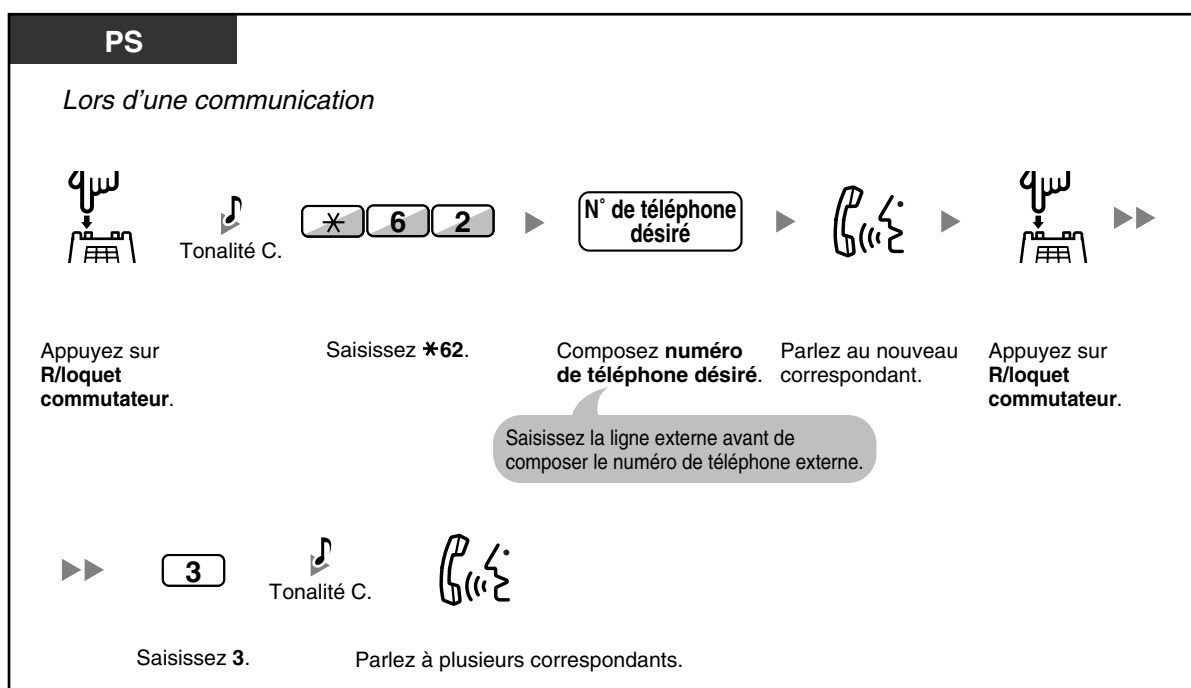 PS
Lors d'une communication
Tonalité C.
* 6 2
N° de téléphone
désiré
Appuyez sur
R/loquet
commutateur.
Saisissez *62.
Composez numéro
de téléphone désiré.
Parlez au nouveau
correspondant.
Appuyez sur
R/loquet
commutateur.
Saisissez la ligne externe avant de
composer le numéro de téléphone externe.
3
Tonalité C.
Saisissez 3.
Parlez à plusieurs correspondants.